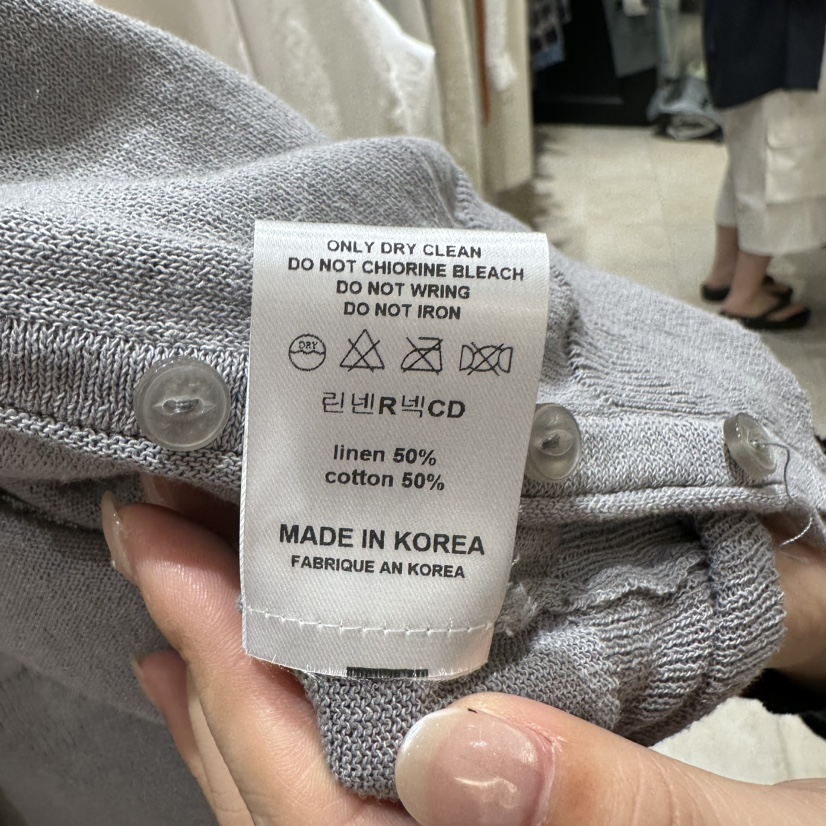 ONLY DRY CLEAN
DO NOT CHIORINE BLEACH
DO NOT WRING
DO NOT IRON
DRY
린넨R넥CD
linen 50%
cotton 50%
MADE IN KOREA
FABRIQUE AN KOREA